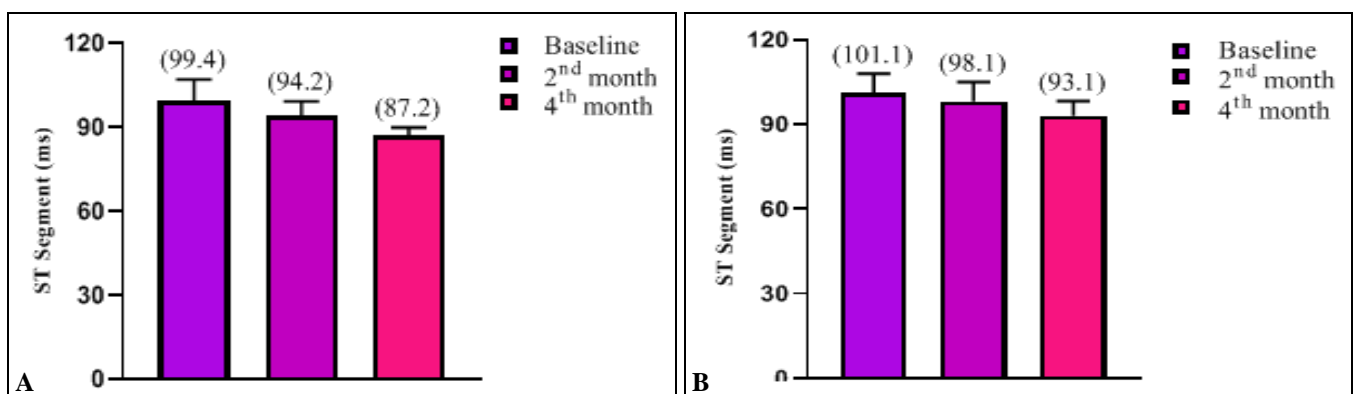 120
90
60
30
0
ST Segment (ms)
(99.4)
(94.2)
(87.2)
Baseline
2nd month
4th month
A
120
90
60
30
0
ST Segment (ms)
(101.1)
(98.1)
(93.1)
Baseline
2nd month
4th month
B